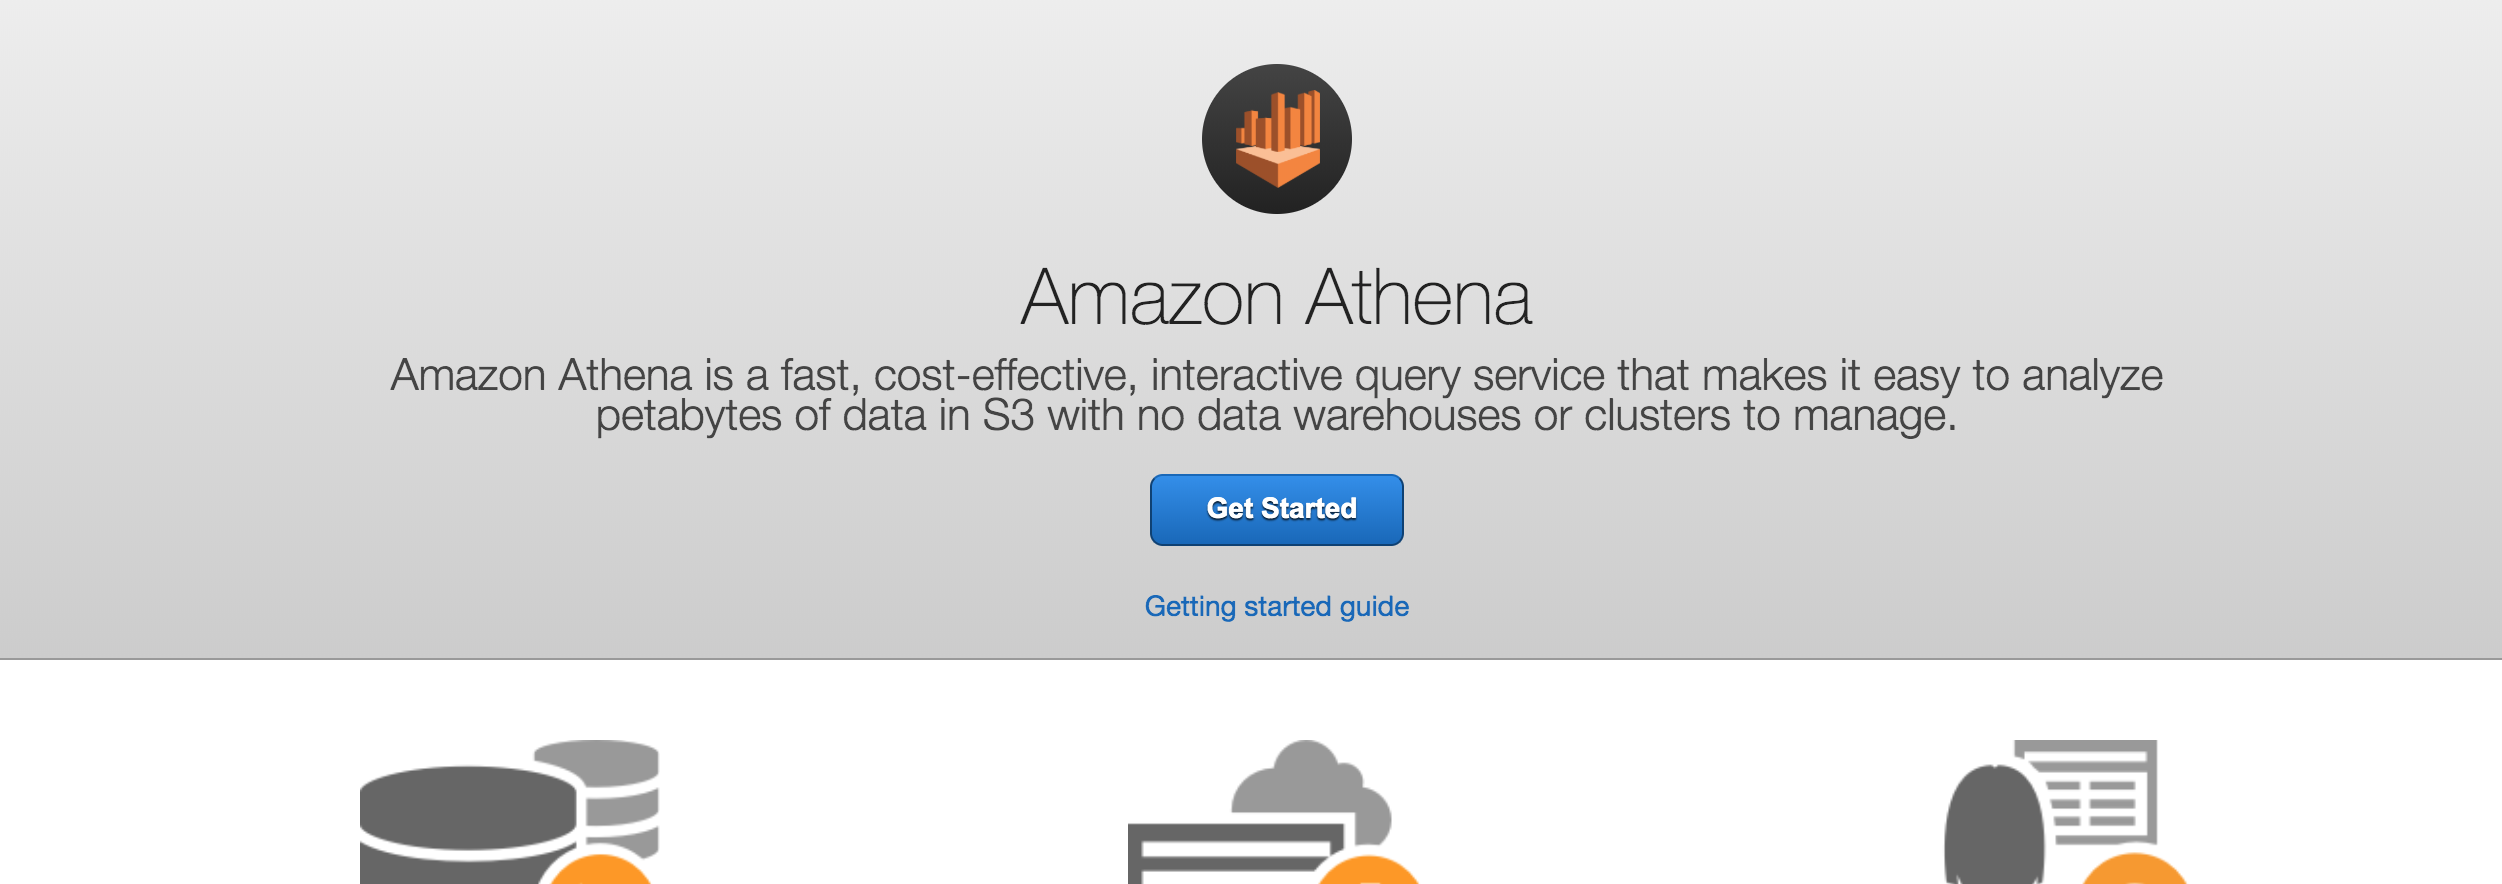 Amazon Athena
Amazon Athena is a fast, cost-effective, interactive query service that makes it easy to analyze
petabytes of data in S3 with no data warehouses or clusters to manage.
Get Started
Getting started guide